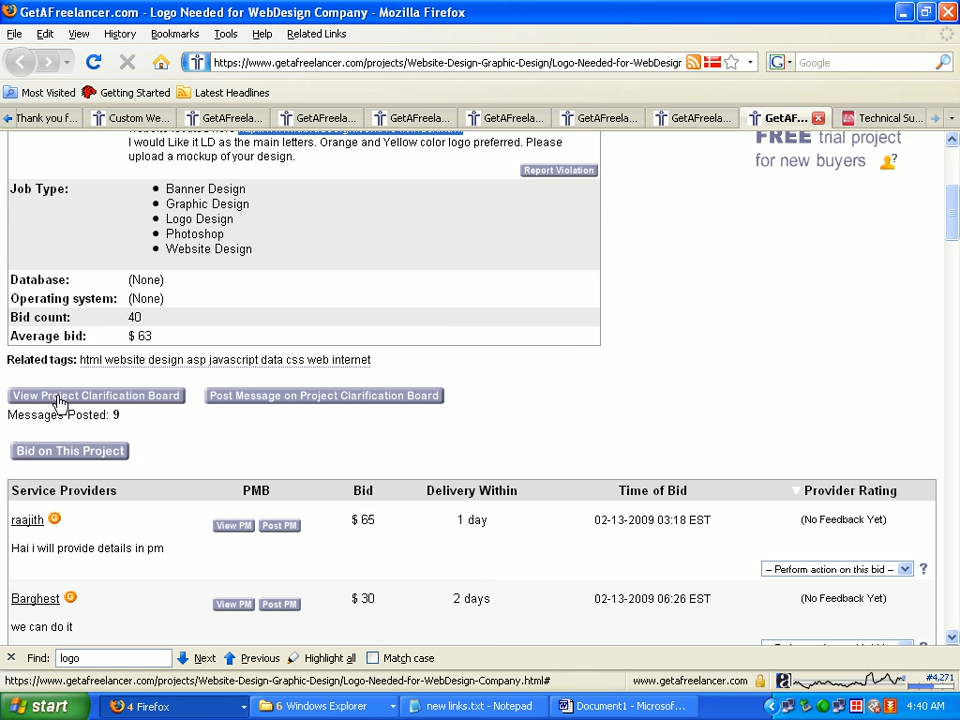 GetAFreelancer.com - Logo Needed for WebDesign Company - Mozilla Firefox
File Edit View History Bookmarks Tools Help Related Links
https://www.getafreelancer.com/projects/Website-Design-Graphic-Design/Logo-Needed-for-WebDesigr
Google
Most Visited Getting Started Latest Headlines
Thank you f... Custom We... GetAFreela... GetAFreela... GetAFreela... GetAFreela... GetAFreela... GetAFreela... GetAF... Technical Su...
FREE trial project
for new buyers
I would Like it LD as the main letters. Orange and Yellow color logo preferred. Please
upload a mockup of your design.
Report Violation
Job Type:
Banner Design
Graphic Design
Logo Design
Photoshop
Website Design
Database: (None)
Operating system: (None)
Bid count: 40
Average bid: $ 63
Related tags: html website design asp javascript data css web internet
View Project Clarification Board Post Message on Project Clarification Board
Messages Posted: 9
Bid on This Project
Service Providers PMB Bid Delivery Within Time of Bid Provider Rating
raajith View PM Post PM $ 65 1 day 02-13-2009 03:18 EST (No Feedback Yet)
Hai i will provide details in pm
-- Perform action on this bid -- ?
Barghest View PM Post PM $ 30 2 days 02-13-2009 06:26 EST (No Feedback Yet)
we can do it
Find: logo Next Previous Highlight all Match case
https://www.getafreelancer.com/projects/Website-Design-Graphic-Design/Logo-Needed-for-WebDesign-Company.html#
www.getafreelancer.com
#4,271
start 4 Firefox 6 Windows Explorer new links.txt - Notepad Document1 - Microsof... 4:40 AM